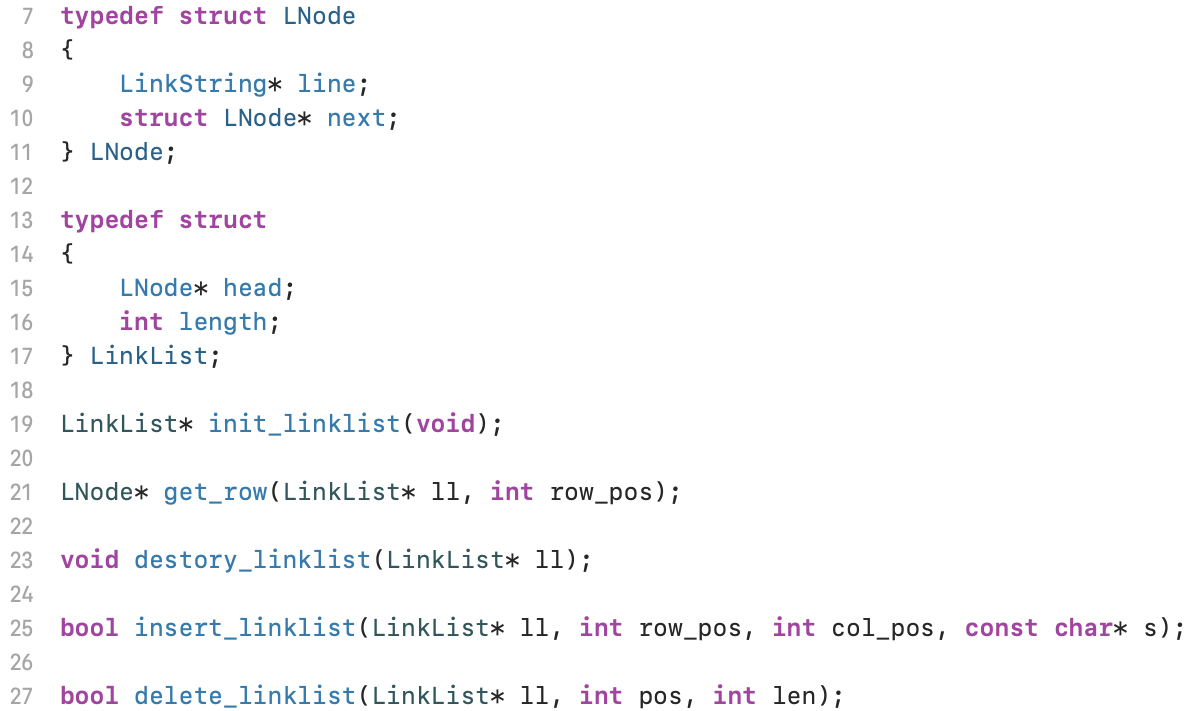 7 typedef struct LNode
8 {
9     LinkString* line;
10     struct LNode* next;
11 } LNode;
12
13 typedef struct
14 {
15     LNode* head;
16     int length;
17 } LinkList;
18
19 LinkList* init_linklist(void);
20
21 LNode* get_row(LinkList* ll, int row_pos);
22
23 void destory_linklist(LinkList* ll);
24
25 bool insert_linklist(LinkList* ll, int row_pos, int col_pos, const char* s);
26
27 bool delete_linklist(LinkList* ll, int pos, int len);